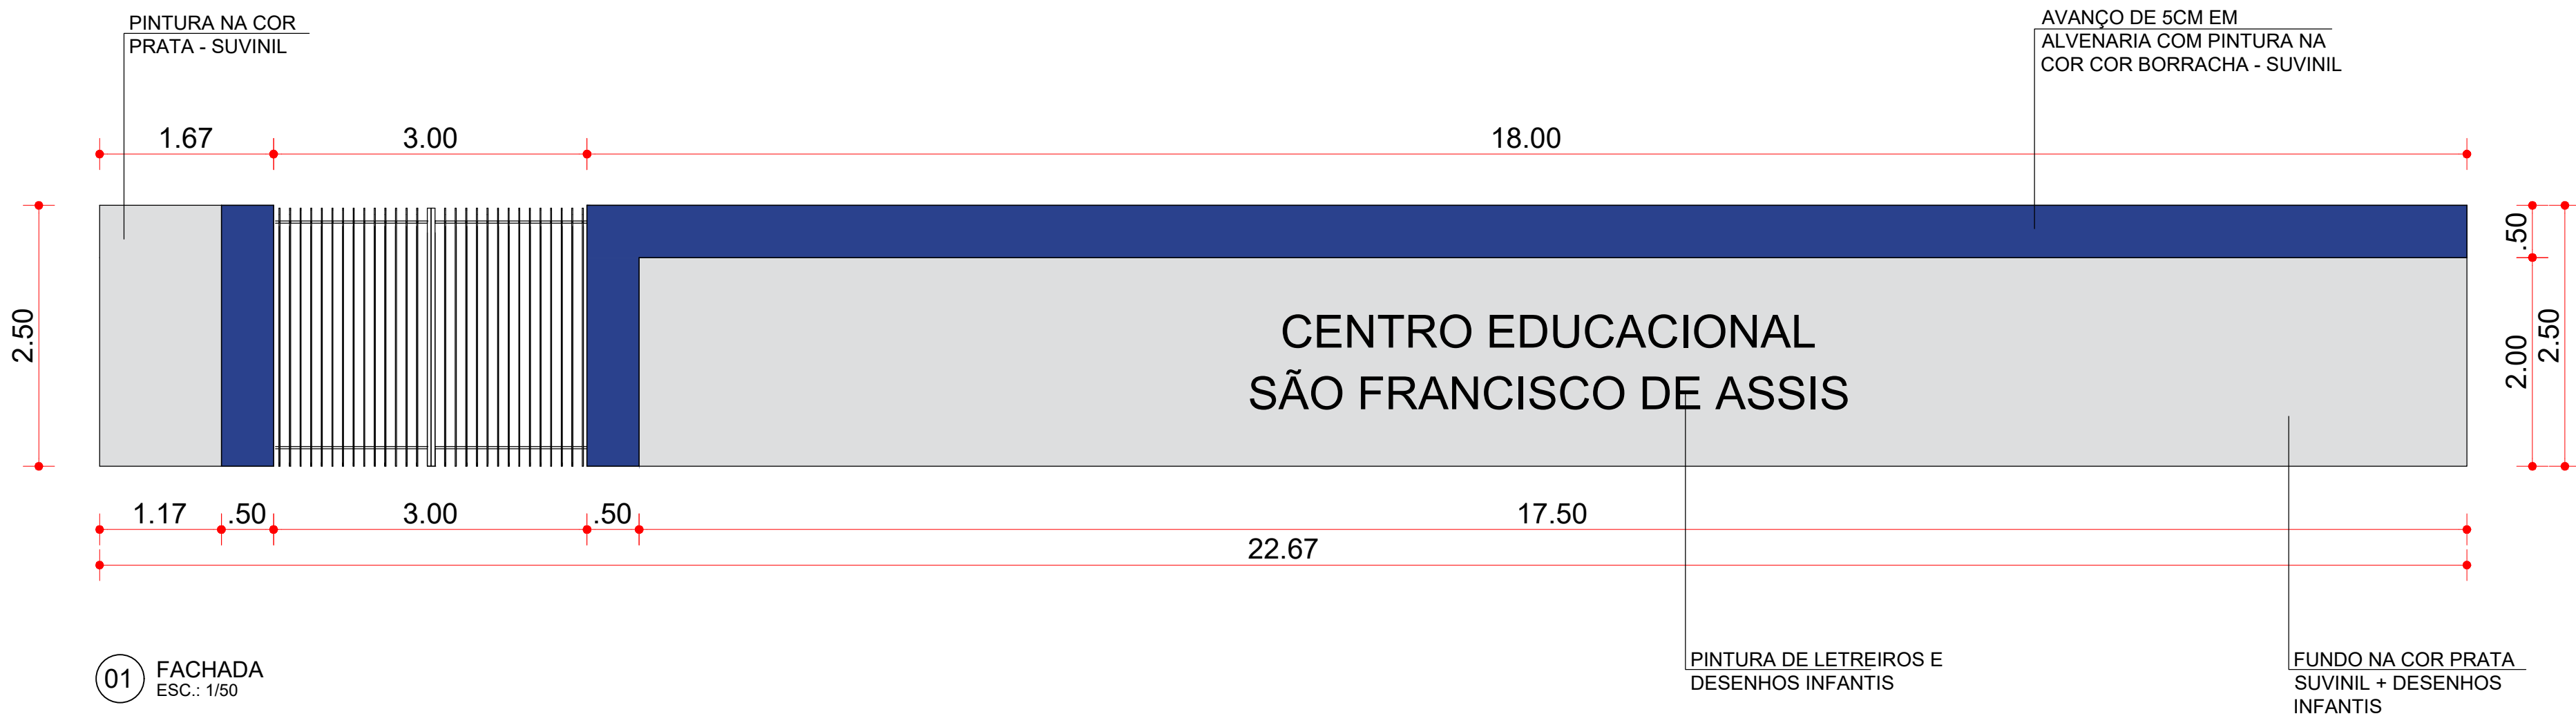 PINTURA NA COR
PRATA - SUVINIL
AVANÇO DE 5CM EM
ALVENARIA COM PINTURA NA
COR COR BORRACHA - SUVINIL
1.67
3.00
18.00
2.50
.50
2.00
2.50
CENTRO EDUCACIONAL
SÃO FRANCISCO DE ASSIS
1.17
.50
3.00
.50
17.50
22.67
01
FACHADA
ESC.: 1/50
PINTURA DE LETREIROS E
DESENHOS INFANTIS
FUNDO NA COR PRATA
SUVINIL + DESENHOS
INFANTIS